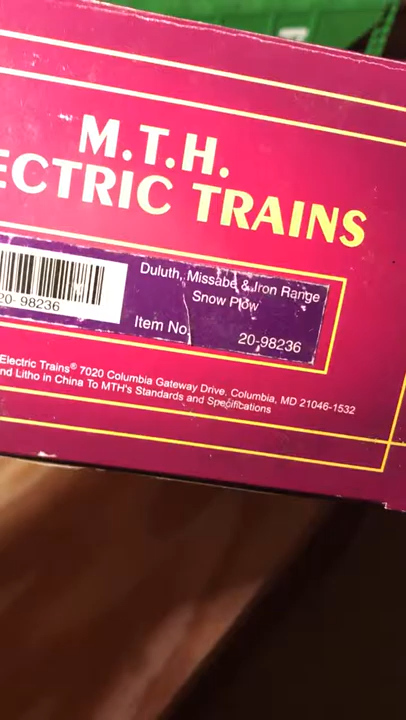 M.T.H.
ECTRIC TRAINS
Duluth, Missabe & Iron Range
Snow Plow
20-98236
Item No. 20-98236
Electric Trains® 7020 Columbia Gateway Drive, Columbia, MD 21046-1532
nd Litho in China To MTH's Standards and Specifications